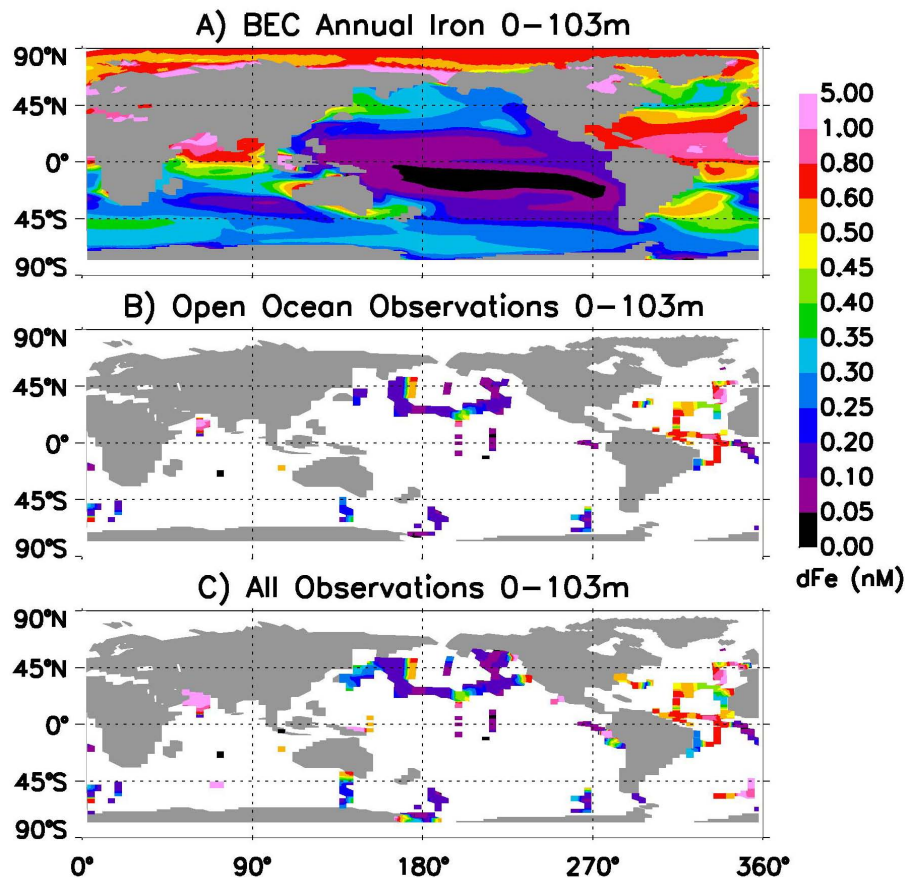 A) BEC Annual Iron 0-103m
90°N
45°N
0°
45°S
90°S
B) Open Ocean Observations 0-103m
90°N
45°N
0°
45°S
90°S
C) All Observations 0-103m
90°N
45°N
0°
45°S
90°S
0° 90° 180° 270° 360°
5.00
1.00
0.80
0.60
0.50
0.45
0.40
0.35
0.30
0.25
0.20
0.10
0.05
0.00
dFe (nM)